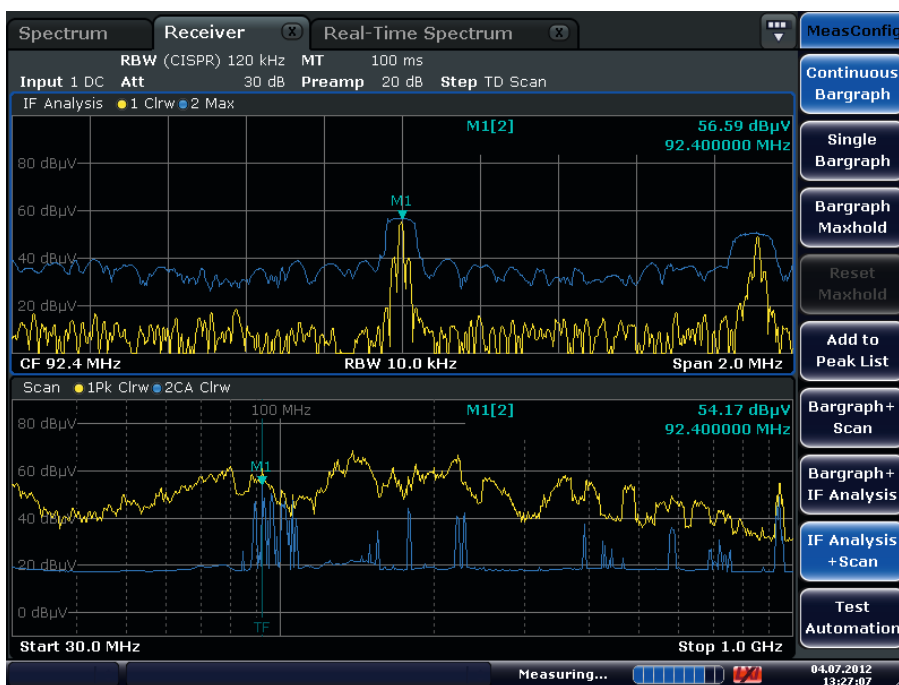 Spectrum Receiver X Real-Time Spectrum X
RBW (CISPR) 120 kHz MT 100 ms
Input 1 DC Att 30 dB Preamp 20 dB Step TD Scan
IF Analysis 1 Clrw 2 Max
M1[2] 56.59 dBµV
92.400000 MHz
80 dBµV
M1
60 dBµV
40 dBµV
20 dBµV
CF 92.4 MHz RBW 10.0 kHz Span 2.0 MHz
Scan 1Pk Clrw 2CA Clrw
100 MHz M1[2] 54.17 dBµV
80 dBµV 92.400000 MHz
60 dBµV M1
40 dBµV
20 dBµV
0 dBµV
TF
Start 30.0 MHz Stop 1.0 GHz
Measuring...
04.07.2012
13:27:07
MeasConfig
Continuous
Bargraph
Single
Bargraph
Bargraph
Maxhold
Reset
Maxhold
Add to
Peak List
Bargraph+
Scan
Bargraph+
IF Analysis
IF Analysis
+Scan
Test
Automation